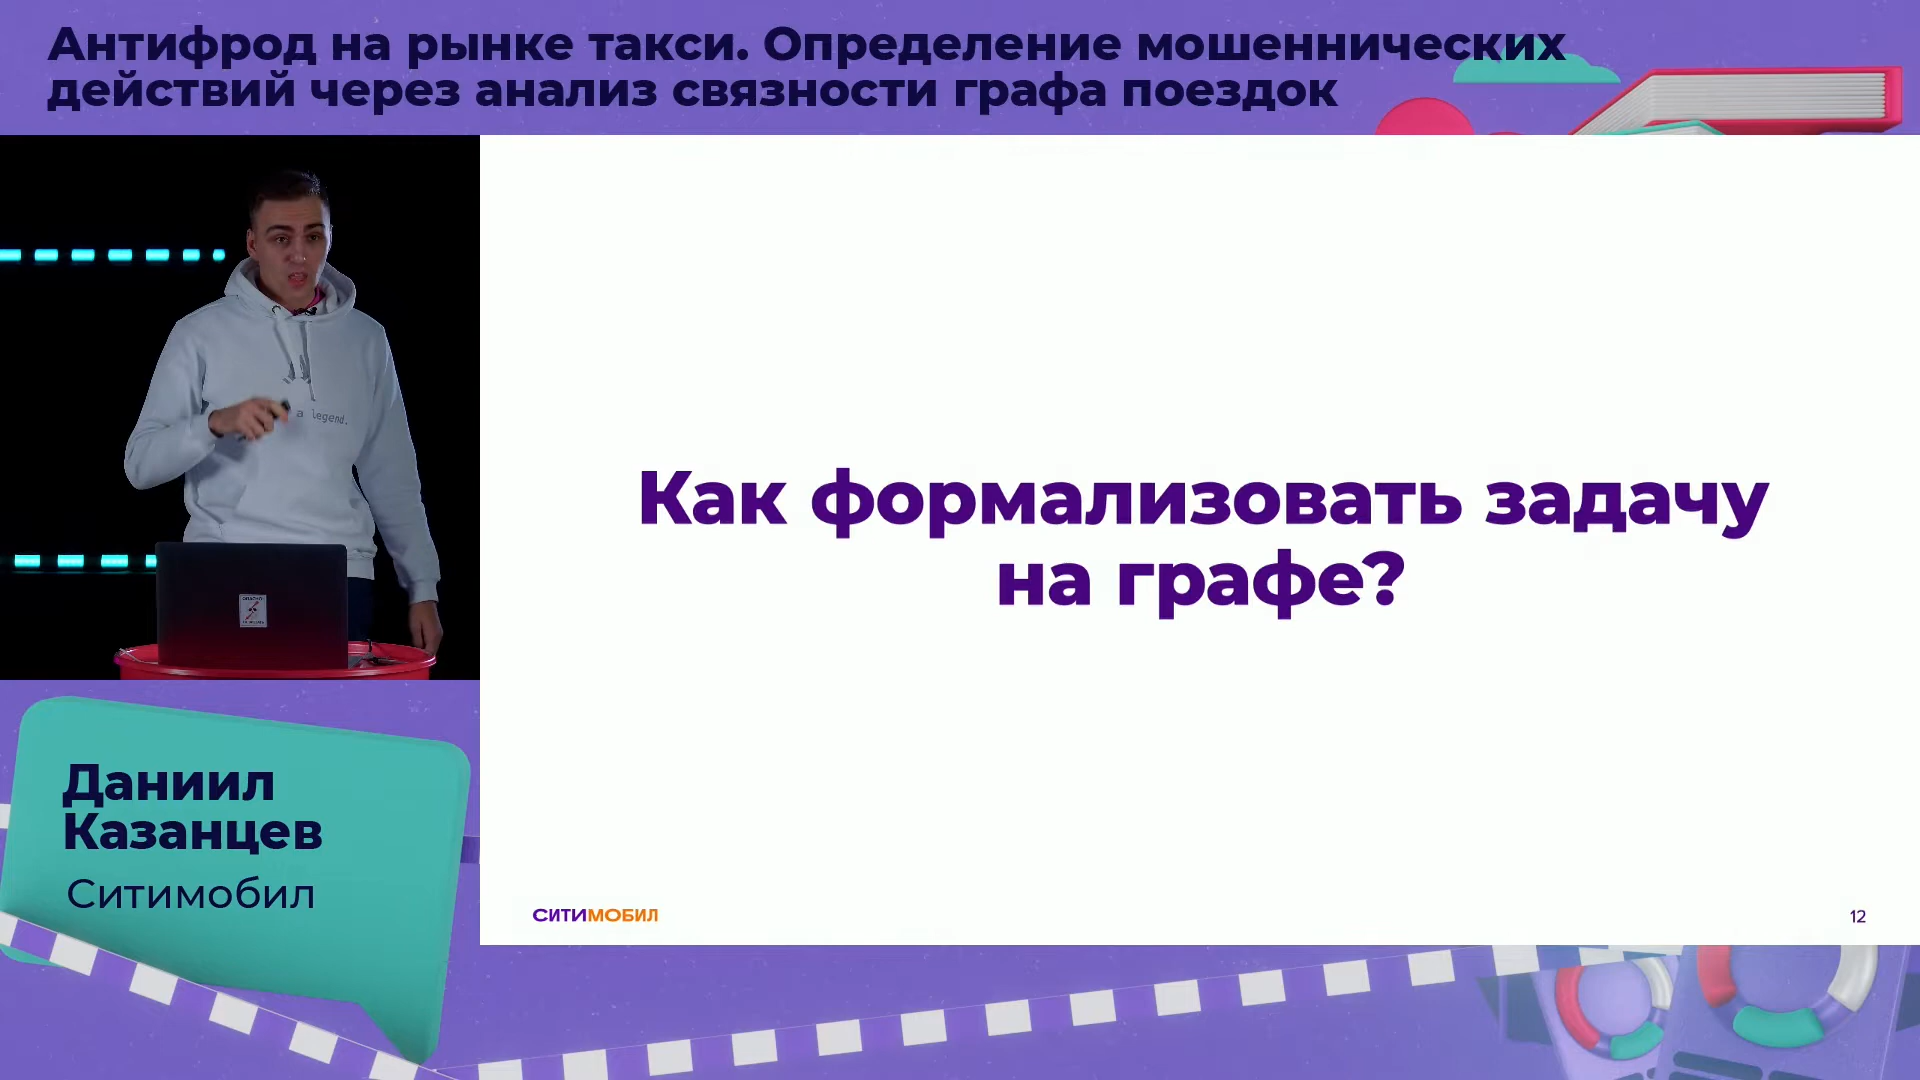 Антифрод на рынке такси. Определение мошеннических
действий через анализ связности графа поездок
a legend.
Как формализовать задачу
на графе?
Даниил
Казанцев
Ситимобил
СИТИМОБИЛ
12